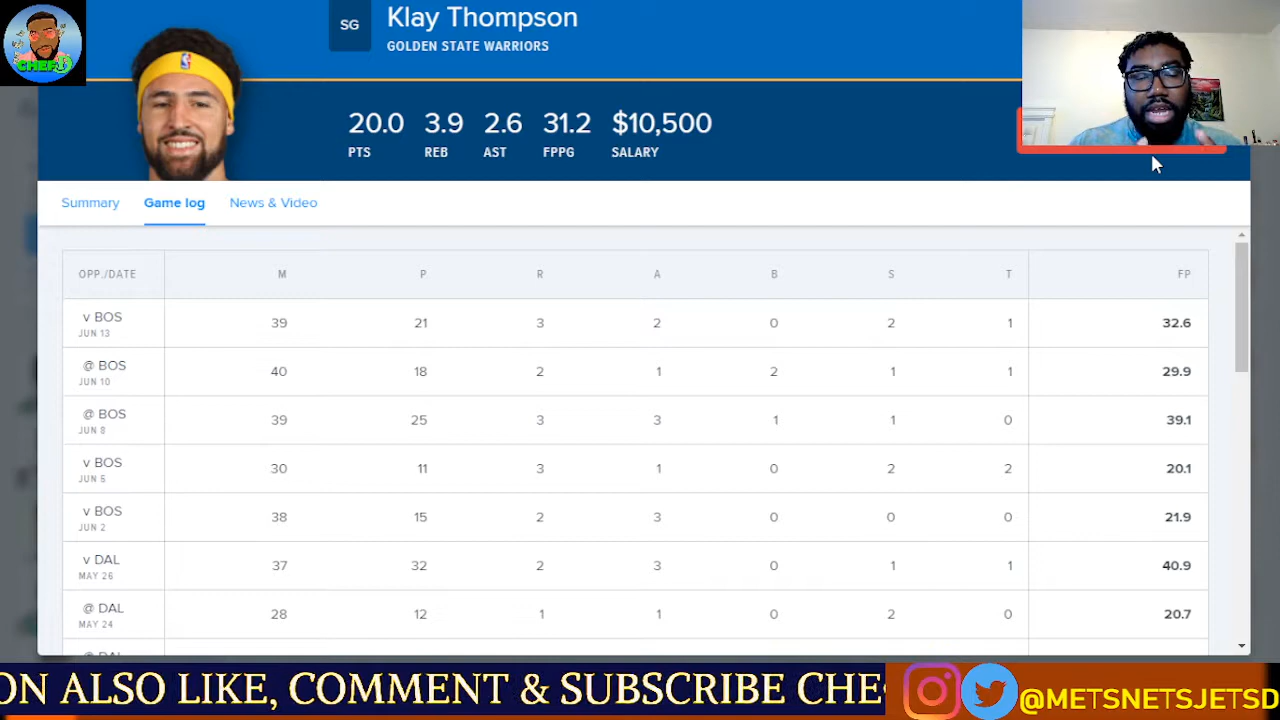 CHEF
SG
Klay Thompson
GOLDEN STATE WARRIORS
20.0 3.9 2.6 31.2 $10,500
PTS REB AST FPPG SALARY
Summary Game log News & Video
OPP./DATE M P R A B S T FP
v BOS 39 21 3 2 0 2 1 32.6
JUN 13
@ BOS 40 18 2 1 2 1 1 29.9
JUN 10
@ BOS 39 25 3 3 1 1 0 39.1
JUN 8
v BOS 30 11 3 1 0 2 2 20.1
JUN 5
v BOS 38 15 2 3 0 0 0 21.9
JUN 2
v DAL 37 32 2 3 0 1 1 40.9
MAY 26
@ DAL 28 12 1 1 0 2 0 20.7
MAY 24
ON ALSO LIKE, COMMENT & SUBSCRIBE CHE
@METSNETSJETSD